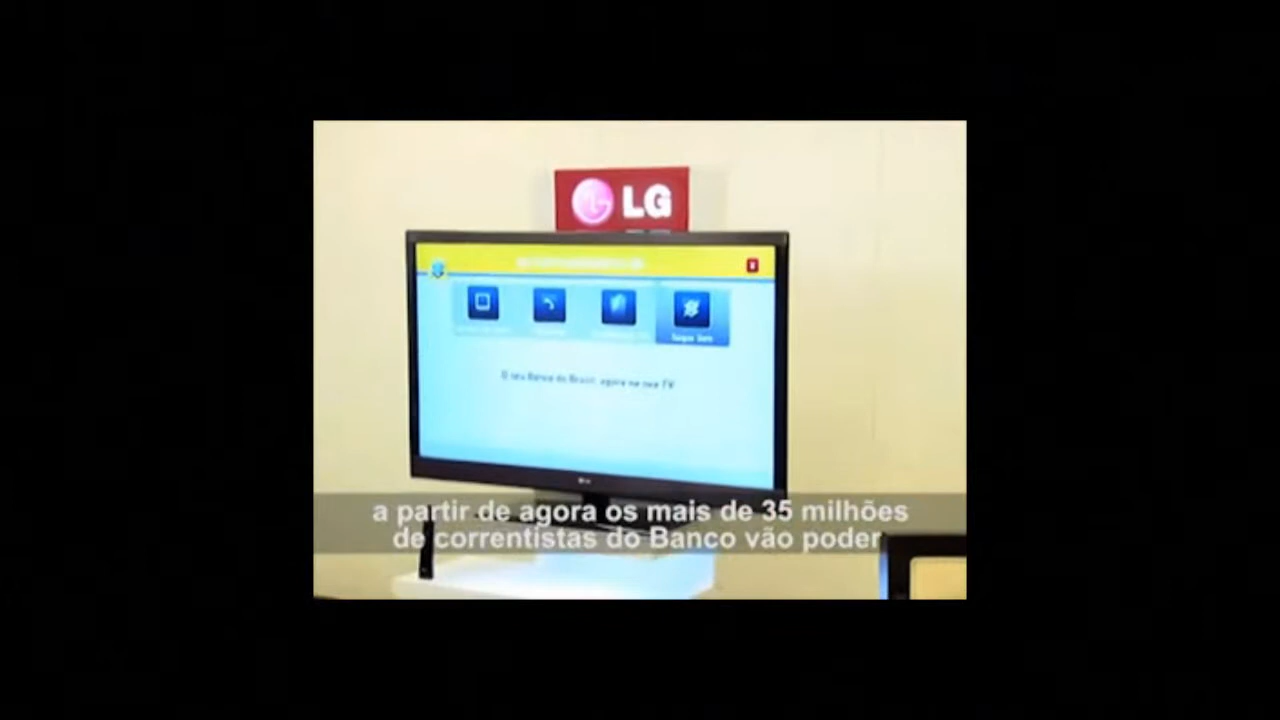 LG
O seu Banco do Brasil, agora na sua TV
a partir de agora os mais de 35 milhões
de correntistas do Banco vão poder